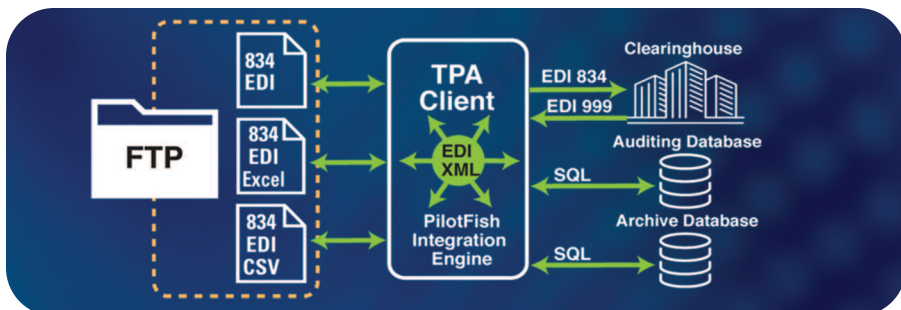 FTP
834
EDI
834
EDI
Excel
834
EDI
CSV
TPA
Client
EDI
XML
PilotFish
Integration
Engine
EDI 834
EDI 999
SQL
SQL
Clearinghouse
Auditing Database
Archive Database